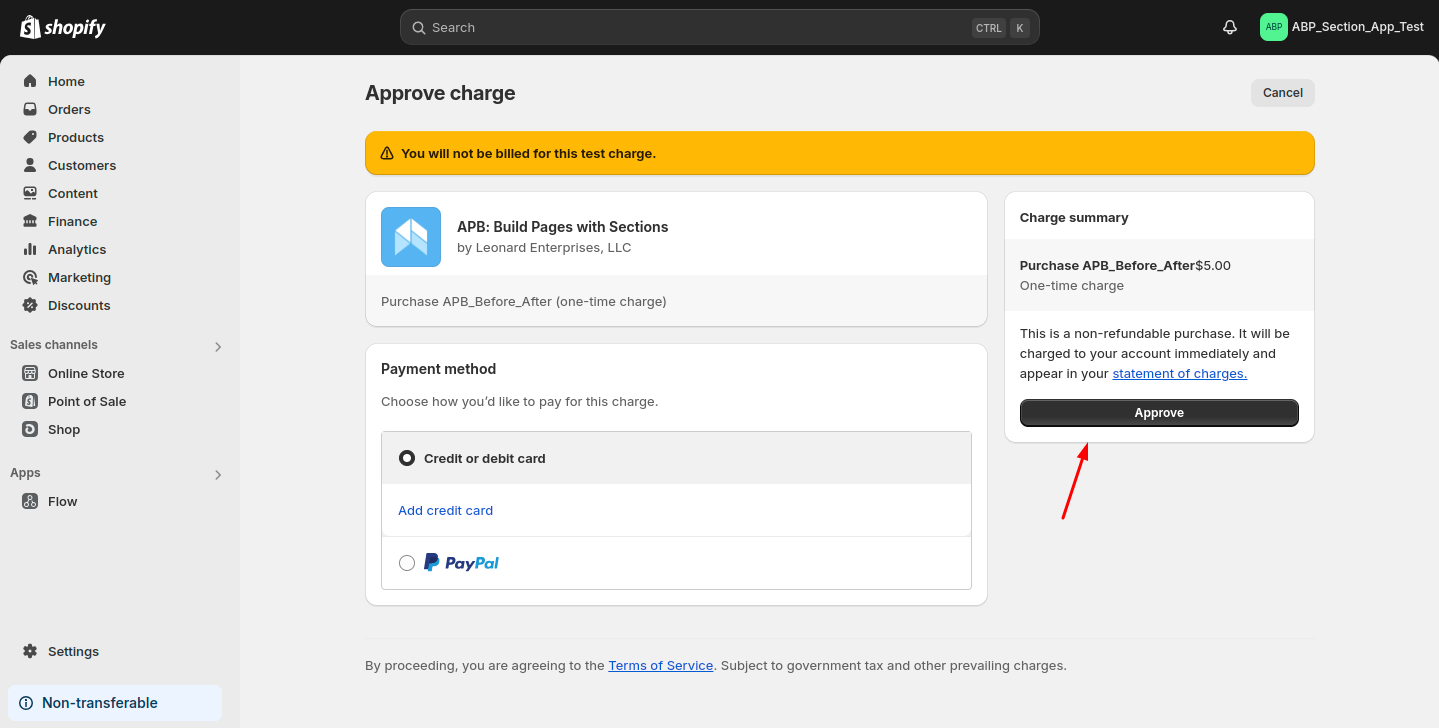 shopify
Search
CTRL K
ABP
ABP_Section_App_Test
Home
Orders
Products
Customers
Content
Finance
Analytics
Marketing
Discounts
Sales channels
Online Store
Point of Sale
Shop
Apps
Flow
Settings
Non-transferable
Approve charge
Cancel
You will not be billed for this test charge.
APB: Build Pages with Sections
by Leonard Enterprises, LLC
Purchase APB_Before_After (one-time charge)
Payment method
Choose how you’d like to pay for this charge.
Credit or debit card
Add credit card
PayPal
Charge summary
Purchase APB_Before_After$5.00
One-time charge
This is a non-refundable purchase. It will be
charged to your account immediately and
appear in your statement of charges.
Approve
By proceeding, you are agreeing to the Terms of Service. Subject to government tax and other prevailing charges.